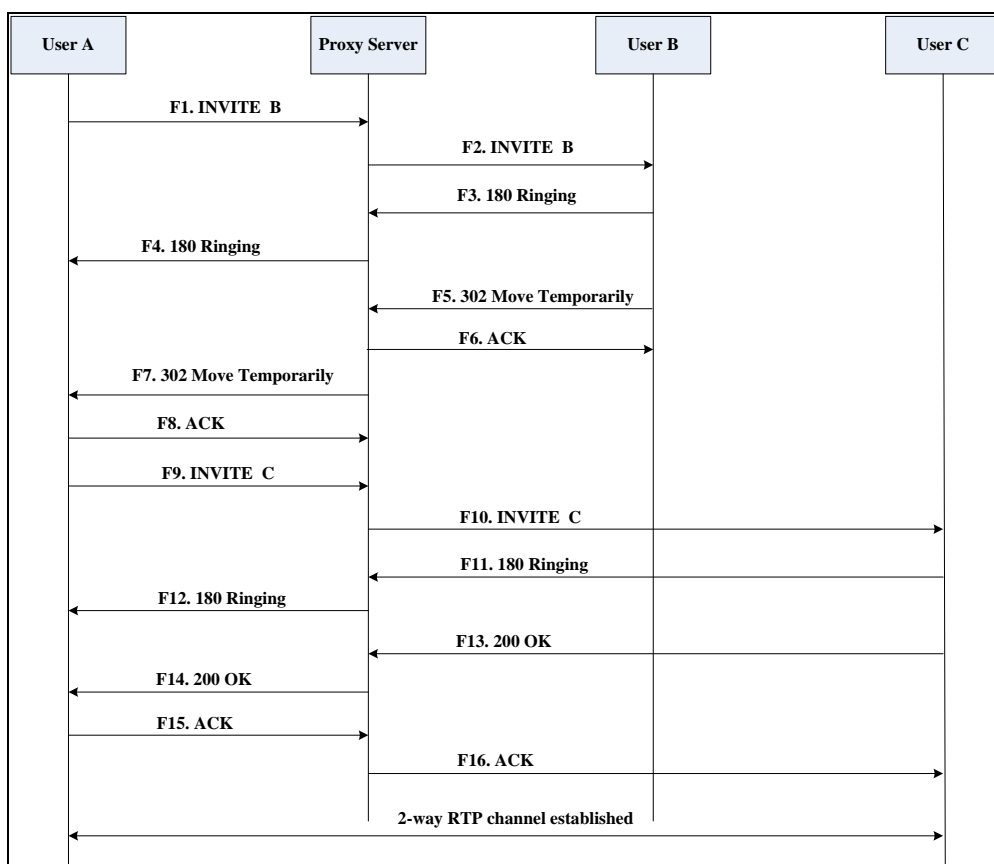 User A
Proxy Server
User B
User C
F1. INVITE B
F2. INVITE B
F3. 180 Ringing
F4. 180 Ringing
F5. 302 Move Temporarily
F6. ACK
F7. 302 Move Temporarily
F8. ACK
F9. INVITE C
F10. INVITE C
F11. 180 Ringing
F12. 180 Ringing
F13. 200 OK
F14. 200 OK
F15. ACK
F16. ACK
2-way RTP channel established